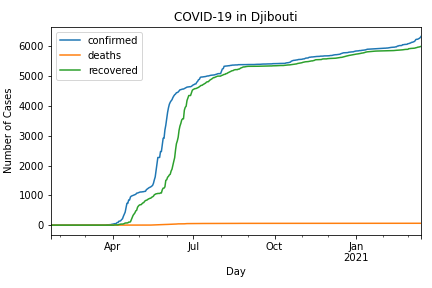 COVID-19 in Djibouti
confirmed
deaths
recovered
Number of Cases
6000
5000
4000
3000
2000
1000
0
Apr
Jul
Oct
Jan
2021
Day